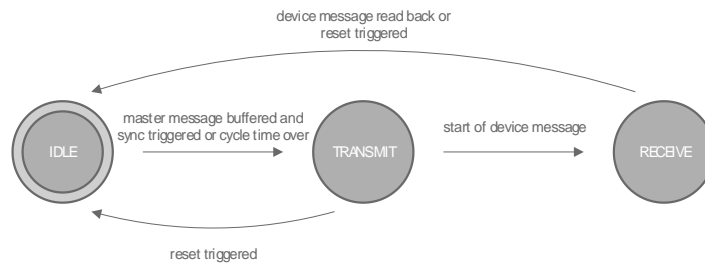 device message read back or
reset triggered
master message buffered and
sync triggered or cycle time over
IDLE
TRANSMIT
start of device message
RECEIVE
reset triggered